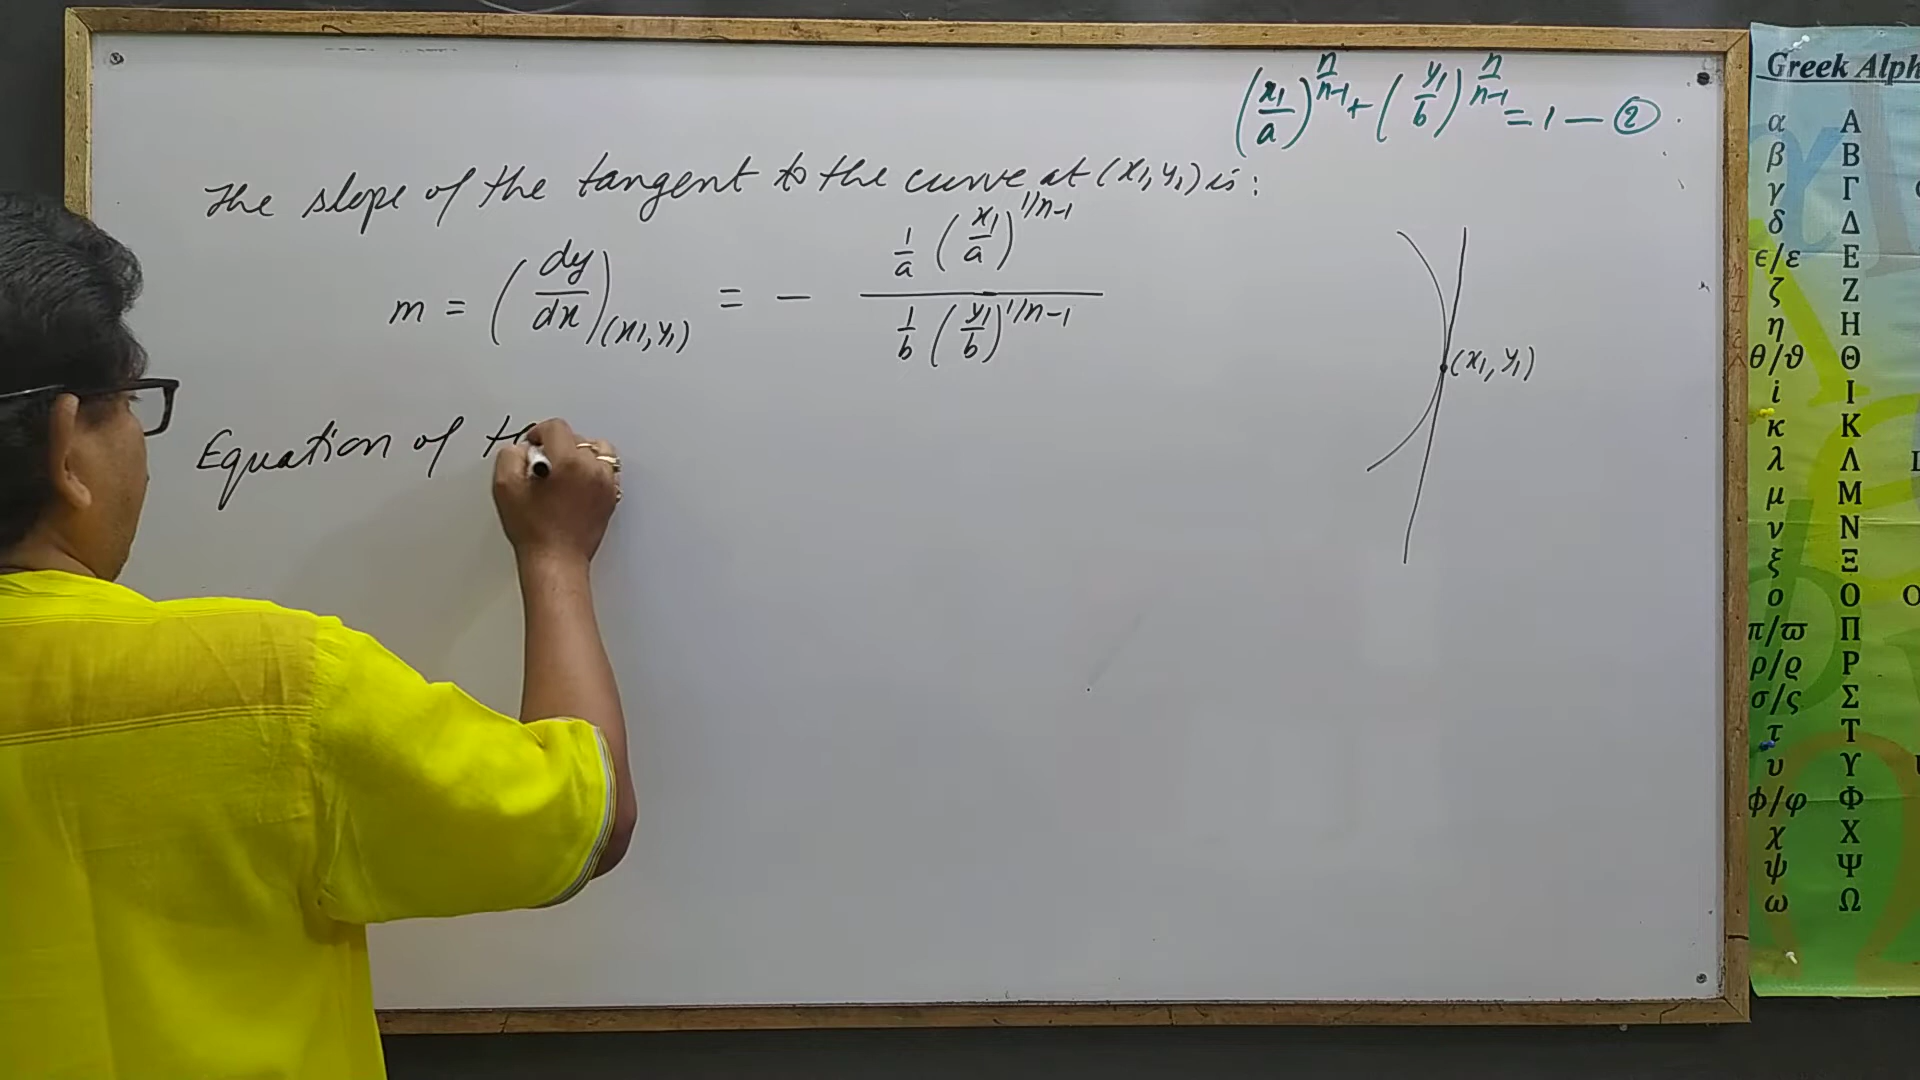 (x₁/a)^(n/n-1) + (y₁/b)^(n/n-1) = 1 — ②
The slope of the tangent to the curve at (x₁, y₁) is:
m = (dy/dx)_(x₁, y₁) = - (1/a (x₁/a)^(1/n-1)) / (1/b (y₁/b)^(1/n-1))
(x₁, y₁)
Equation of t
Greek Alph
α Α
β Β
γ Γ
δ Δ
ϵ/ε Ε
ζ Ζ
η Η
θ/ϑ Θ
i Ι
κ Κ
λ Λ
μ Μ
ν Ν
ξ Ξ
ο Ο
π/ϖ Π
ρ/ϱ Ρ
σ/ς Σ
τ Τ
υ ϒ
ϕ/φ Φ
χ Χ
ψ Ψ
ω Ω